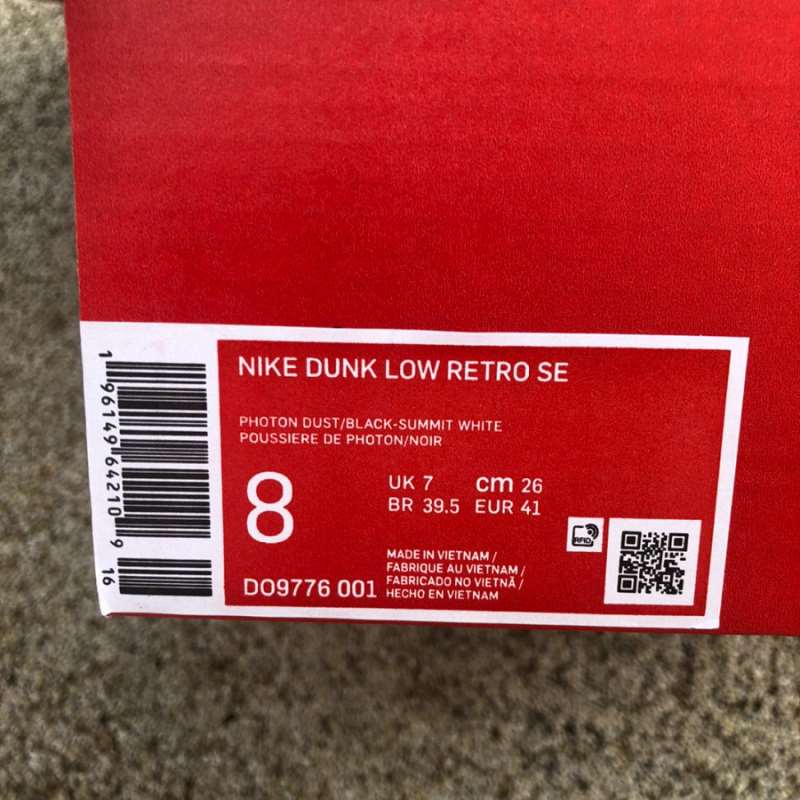 NIKE DUNK LOW RETRO SE
PHOTON DUST/BLACK-SUMMIT WHITE
POUSSIERE DE PHOTON/NOIR
8
UK 7 cm 26
BR 39.5 EUR 41
MADE IN VIETNAM /
FABRIQUE AU VIETNAM /
FABRICADO NO VIETNÃ /
HECHO EN VIETNAM
DO9776 001
RFID
1 96149 64210 9 16